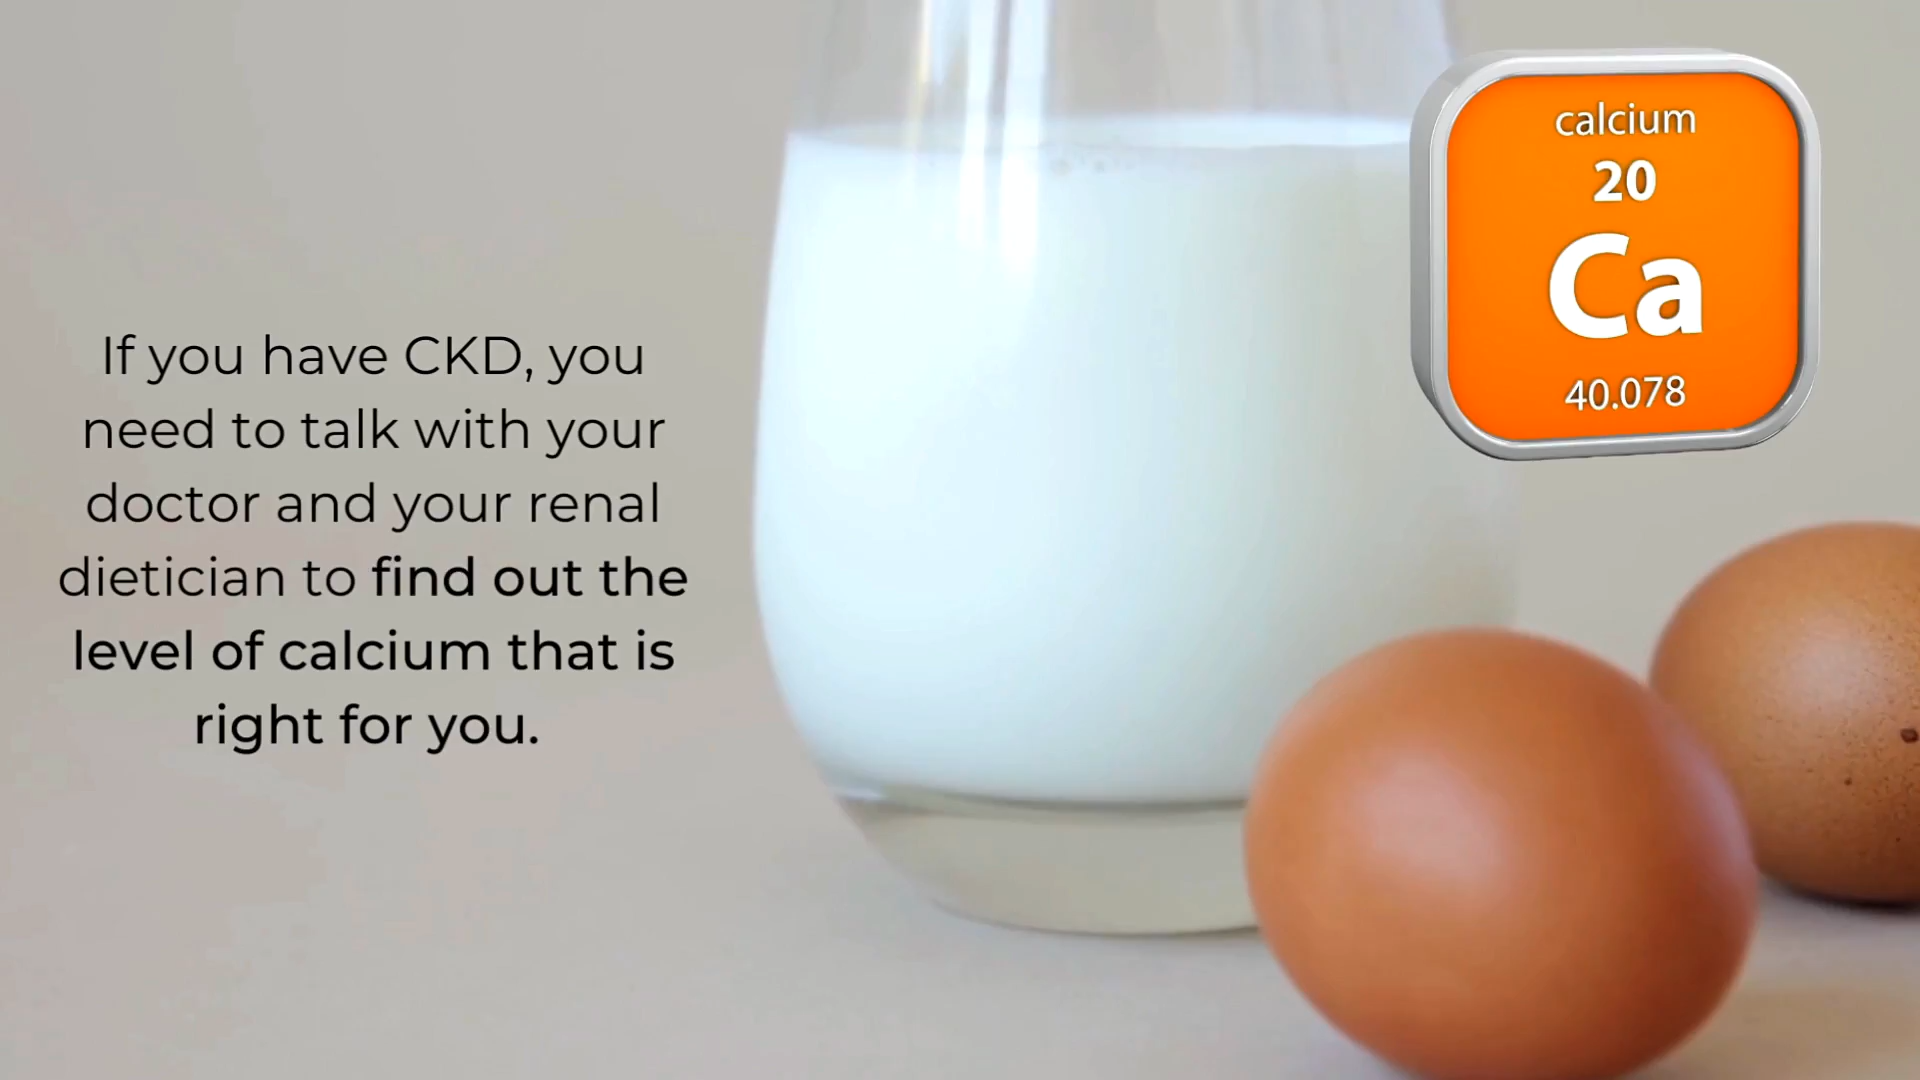 If you have CKD, you
need to talk with your
doctor and your renal
dietician to find out the
level of calcium that is
right for you.
calcium
20
Ca
40.078